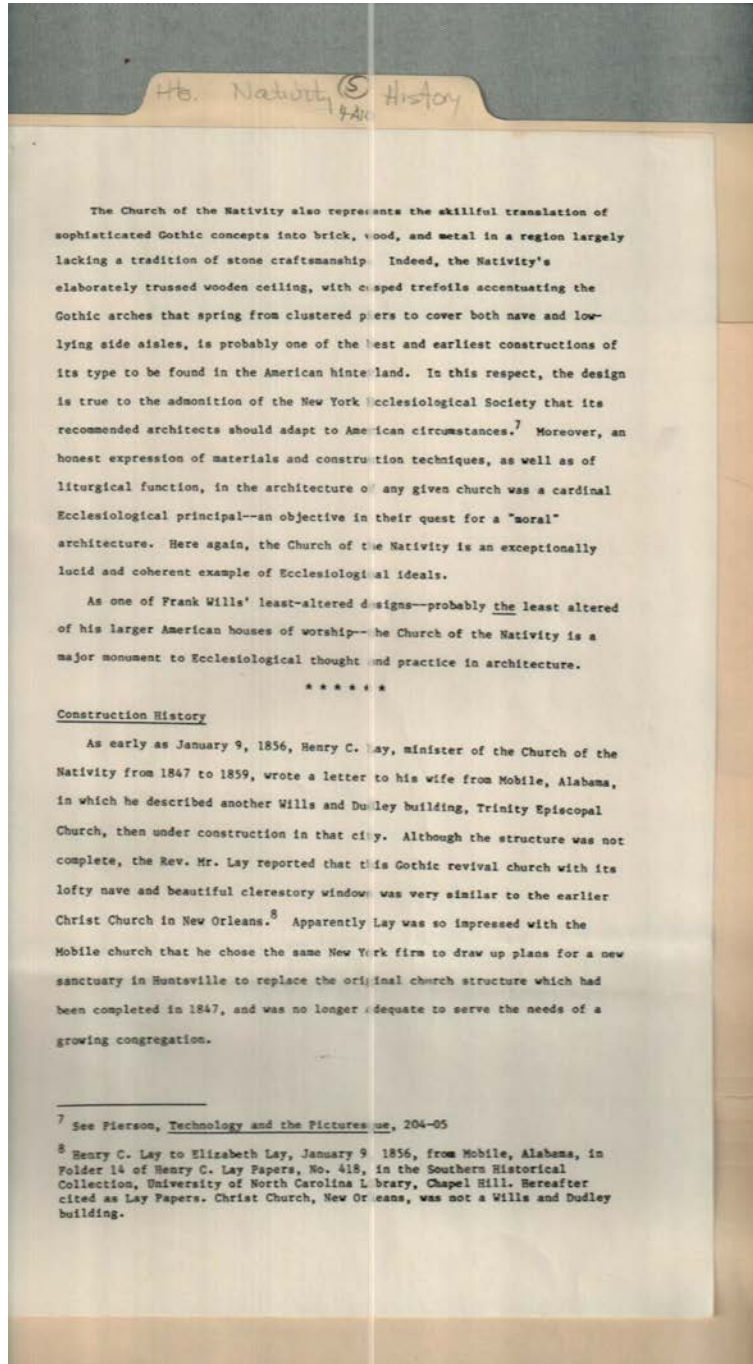 Hb. Nativity (5) History
The Church of the Nativity also represents the skillful translation of
sophisticated Gothic concepts into brick, wood, and metal in a region largely
lacking a tradition of stone craftsmanship. Indeed, the Nativity's
elaborately trussed wooden ceiling, with cusped trefoils accentuating the
Gothic arches that spring from clustered piers to cover both nave and low-
lying side aisles, is probably one of the best and earliest constructions of
its type to be found in the American hinterland. In this respect, the design
is true to the admonition of the New York Ecclesiological Society that its
recommended architects should adapt to American circumstances.7 Moreover, an
honest expression of materials and construction techniques, as well as of
liturgical function, in the architecture of any given church was a cardinal
Ecclesiological principal--an objective in their quest for a "moral"
architecture. Here again, the Church of the Nativity is an exceptionally
lucid and coherent example of Ecclesiological ideals.
As one of Frank Wills' least-altered designs--probably the least altered
of his larger American houses of worship--the Church of the Nativity is a
major monument to Ecclesiological thought and practice in architecture.
* * * * * *
Construction History
As early as January 9, 1856, Henry C. Lay, minister of the Church of the
Nativity from 1847 to 1859, wrote a letter to his wife from Mobile, Alabama,
in which he described another Wills and Dudley building, Trinity Episcopal
Church, then under construction in that city. Although the structure was not
complete, the Rev. Mr. Lay reported that this Gothic revival church with its
lofty nave and beautiful clerestory windows was very similar to the earlier
Christ Church in New Orleans.8 Apparently Lay was so impressed with the
Mobile church that he chose the same New York firm to draw up plans for a new
sanctuary in Huntsville to replace the original church structure which had
been completed in 1847, and was no longer adequate to serve the needs of a
growing congregation.
7 See Pierson, Technology and the Picturesque, 204-05
8 Henry C. Lay to Elizabeth Lay, January 9, 1856, from Mobile, Alabama, in
Folder 14 of Henry C. Lay Papers, No. 418, in the Southern Historical
Collection, University of North Carolina Library, Chapel Hill. Hereafter
cited as Lay Papers. Christ Church, New Orleans, was not a Wills and Dudley
building.